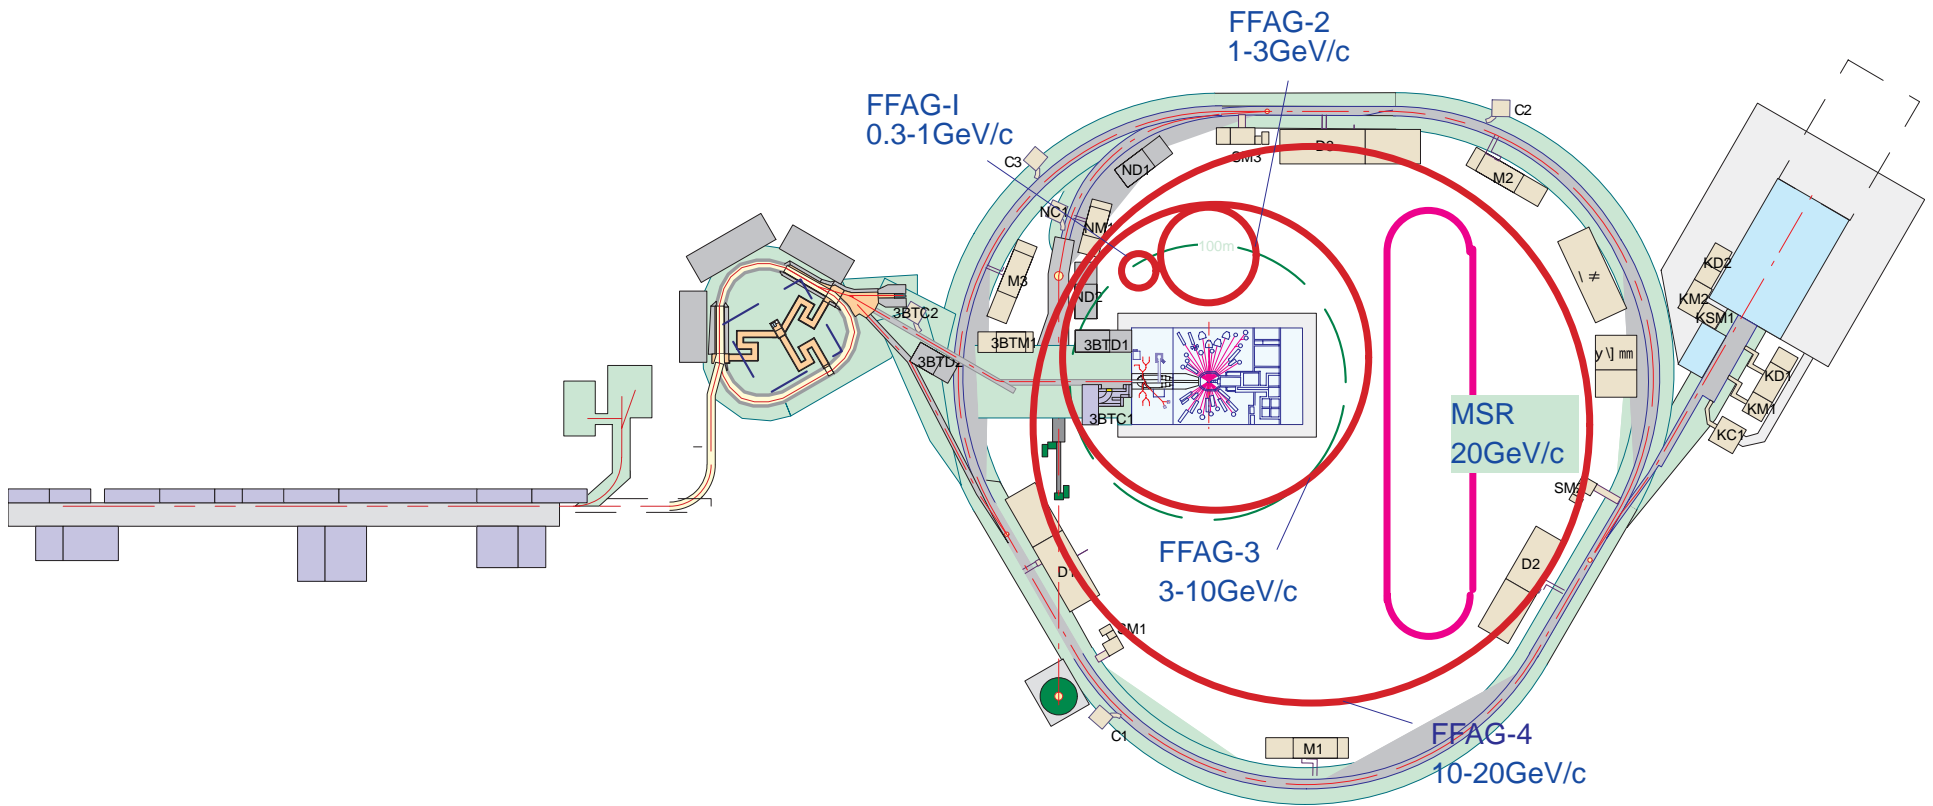 FFAG-2
1-3GeV/c
FFAG-I
0.3-1GeV/c
C2
C3
SM3
D3
ND1
M2
NC1
NM1
100m
M3
ND2
\ ≠
KD2
KM2
KSM1
3BTC2
3BTM1
3BTD1
3BTD2
y \] mm
KD1
KM1
KC1
3BTC1
MSR
20GeV/c
FFAG-3
3-10GeV/c
D1
D2
SM1
C1
M1
FFAG-4
10-20GeV/c